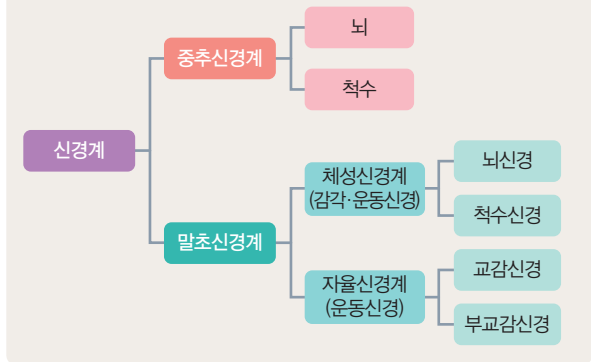 뇌
중추신경계
척수
신경계
뇌신경
체성신경계
(감각·운동신경)
척수신경
말초신경계
교감신경
자율신경계
(운동신경)
부교감신경